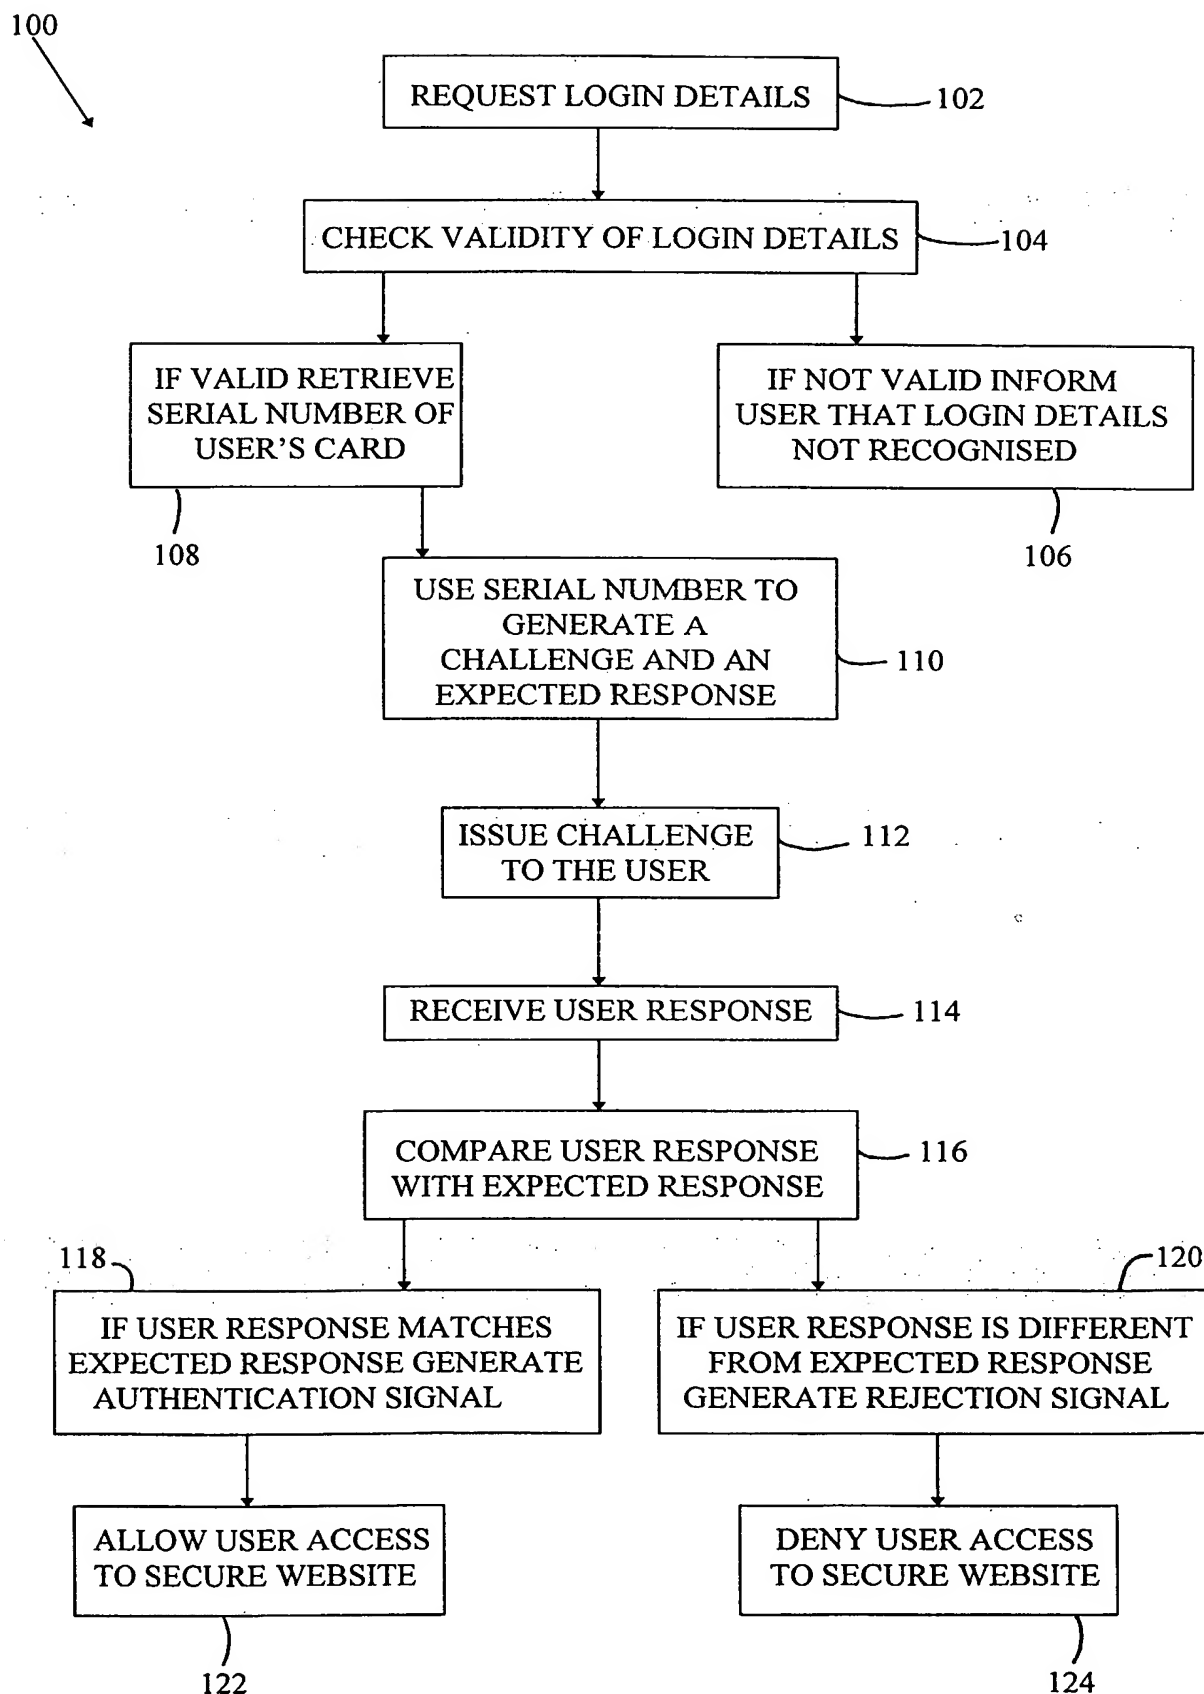 100
REQUEST LOGIN DETAILS
102
CHECK VALIDITY OF LOGIN DETAILS
104
IF VALID RETRIEVE
SERIAL NUMBER OF
USER'S CARD
108
IF NOT VALID INFORM
USER THAT LOGIN DETAILS
NOT RECOGNISED
106
USE SERIAL NUMBER TO
GENERATE A
CHALLENGE AND AN
EXPECTED RESPONSE
110
ISSUE CHALLENGE
TO THE USER
112
RECEIVE USER RESPONSE
114
COMPARE USER RESPONSE
WITH EXPECTED RESPONSE
116
118
IF USER RESPONSE MATCHES
EXPECTED RESPONSE GENERATE
AUTHENTICATION SIGNAL
120
IF USER RESPONSE IS DIFFERENT
FROM EXPECTED RESPONSE
GENERATE REJECTION SIGNAL
ALLOW USER ACCESS
TO SECURE WEBSITE
122
DENY USER ACCESS
TO SECURE WEBSITE
124